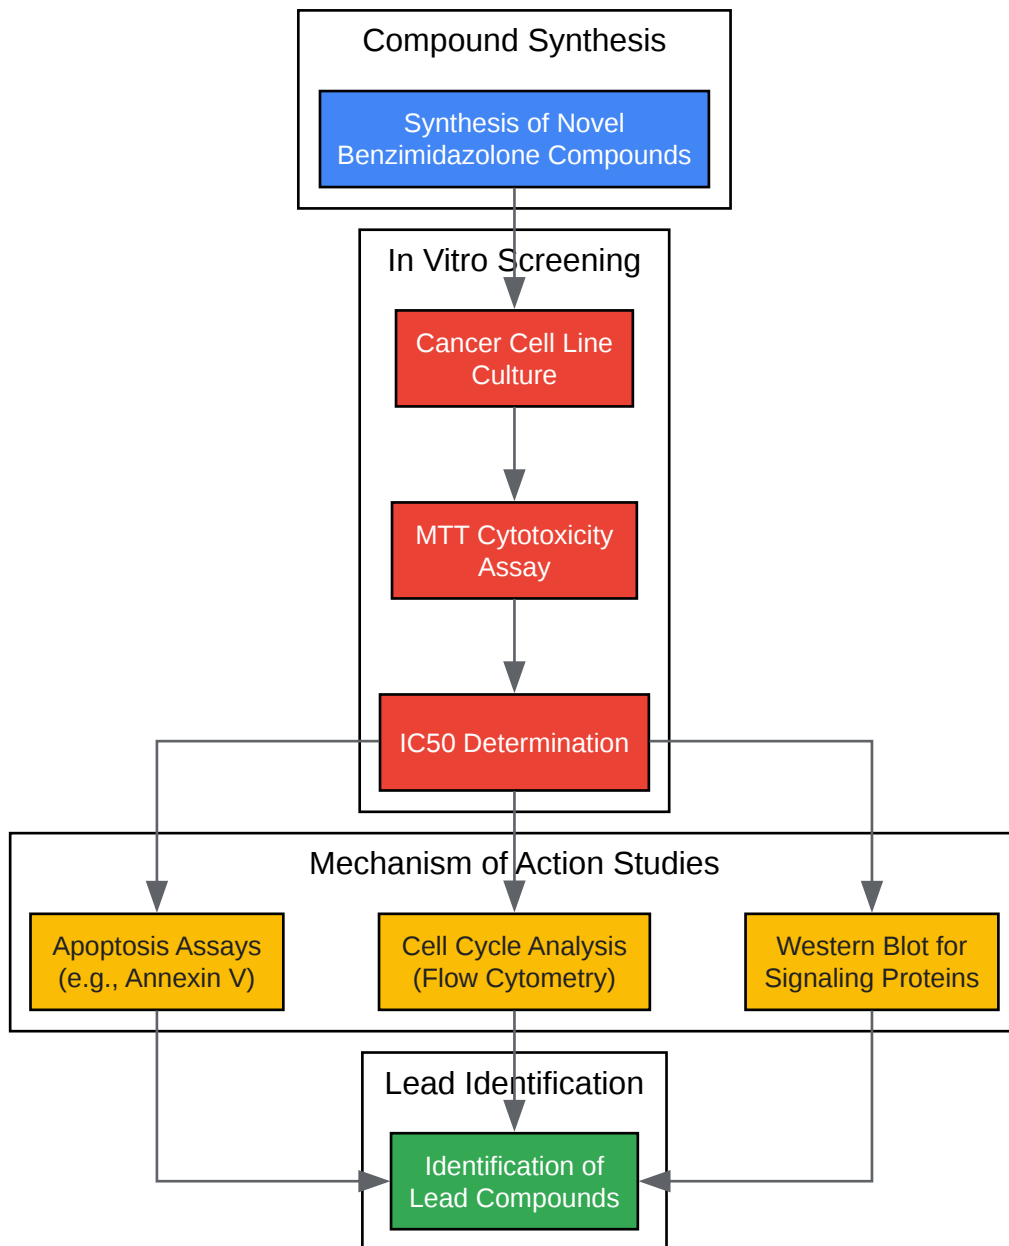 Compound Synthesis
Synthesis of Novel
Benzimidazolone Compounds
In Vitro Screening
Cancer Cell Line
Culture
MTT Cytotoxicity
Assay
IC50 Determination
Mechanism of Action Studies
Apoptosis Assays
(e.g., Annexin V)
Cell Cycle Analysis
(Flow Cytometry)
Western Blot for
Signaling Proteins
Lead Identification
Identification of
Lead Compounds